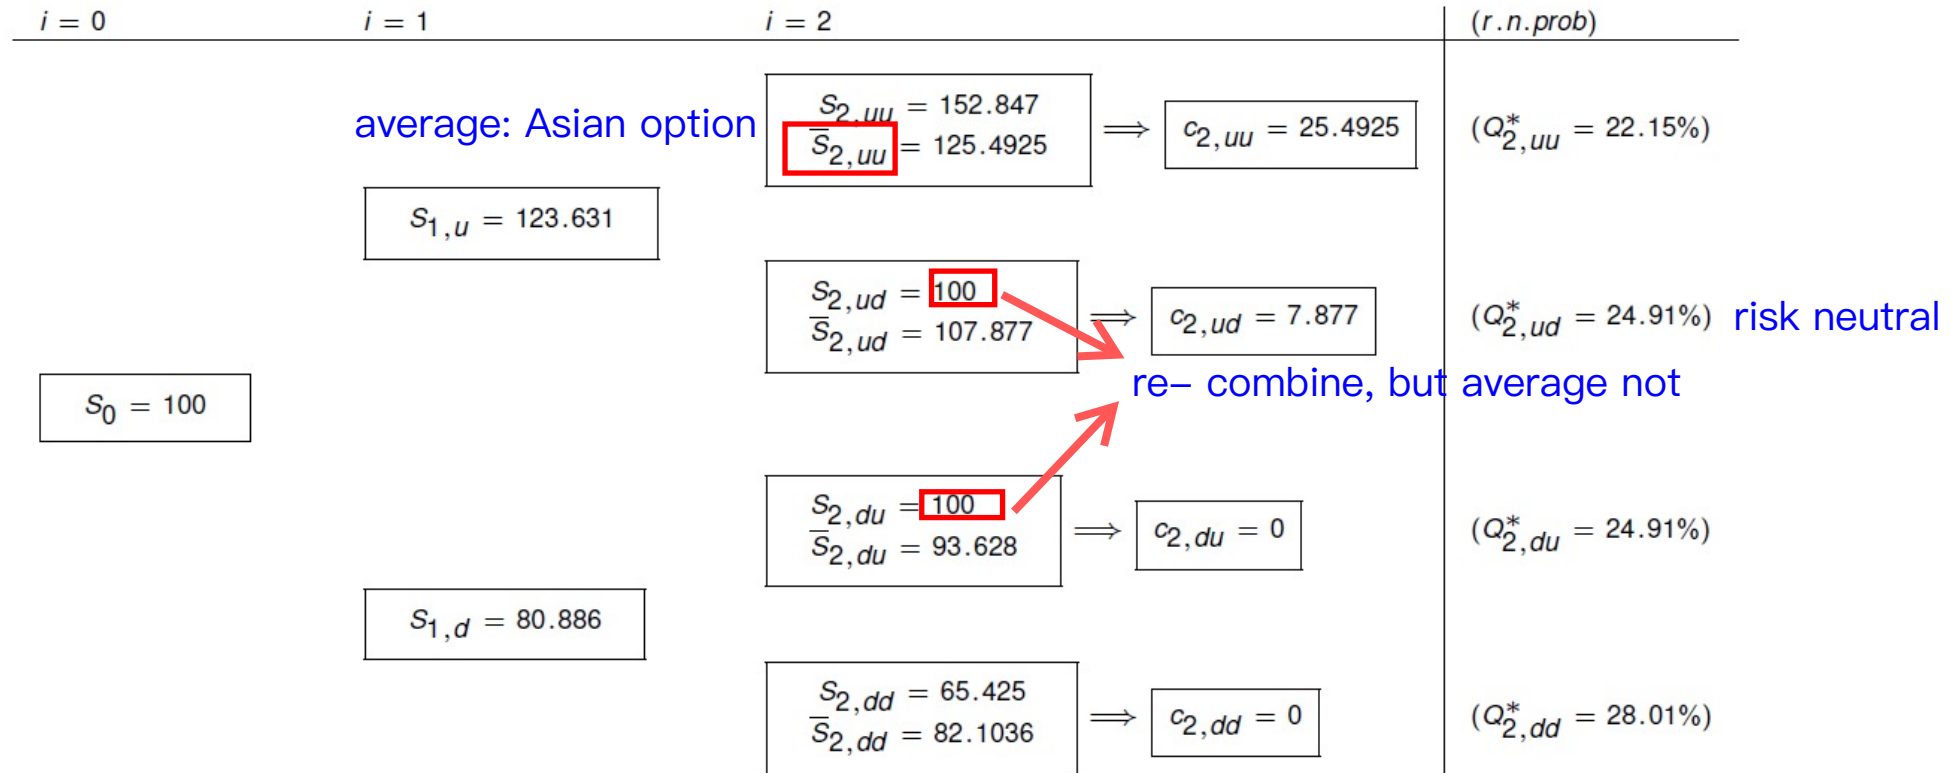 i = 0 i = 1 i = 2 (r.n.prob)
average: Asian option
S2,uu = 152.847
S̅2,uu = 125.4925
⟹ c2,uu = 25.4925
(Q*2,uu = 22.15%)
S1,u = 123.631
S2,ud = 100
S̅2,ud = 107.877
⟹ c2,ud = 7.877
(Q*2,ud = 24.91%) risk neutral
re- combine, but average not
S0 = 100
S2,du = 100
S̅2,du = 93.628
⟹ c2,du = 0
(Q*2,du = 24.91%)
S1,d = 80.886
S2,dd = 65.425
S̅2,dd = 82.1036
⟹ c2,dd = 0
(Q*2,dd = 28.01%)